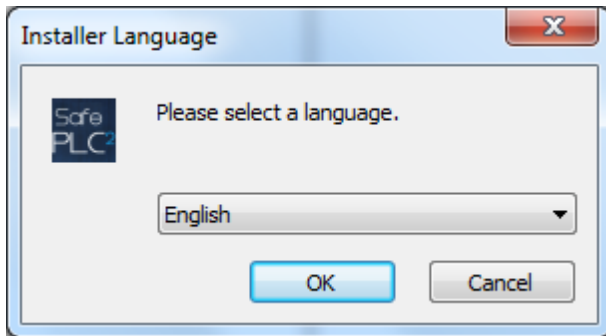 Installer Language
Safe
PLC²
Please select a language.
English
OK
Cancel